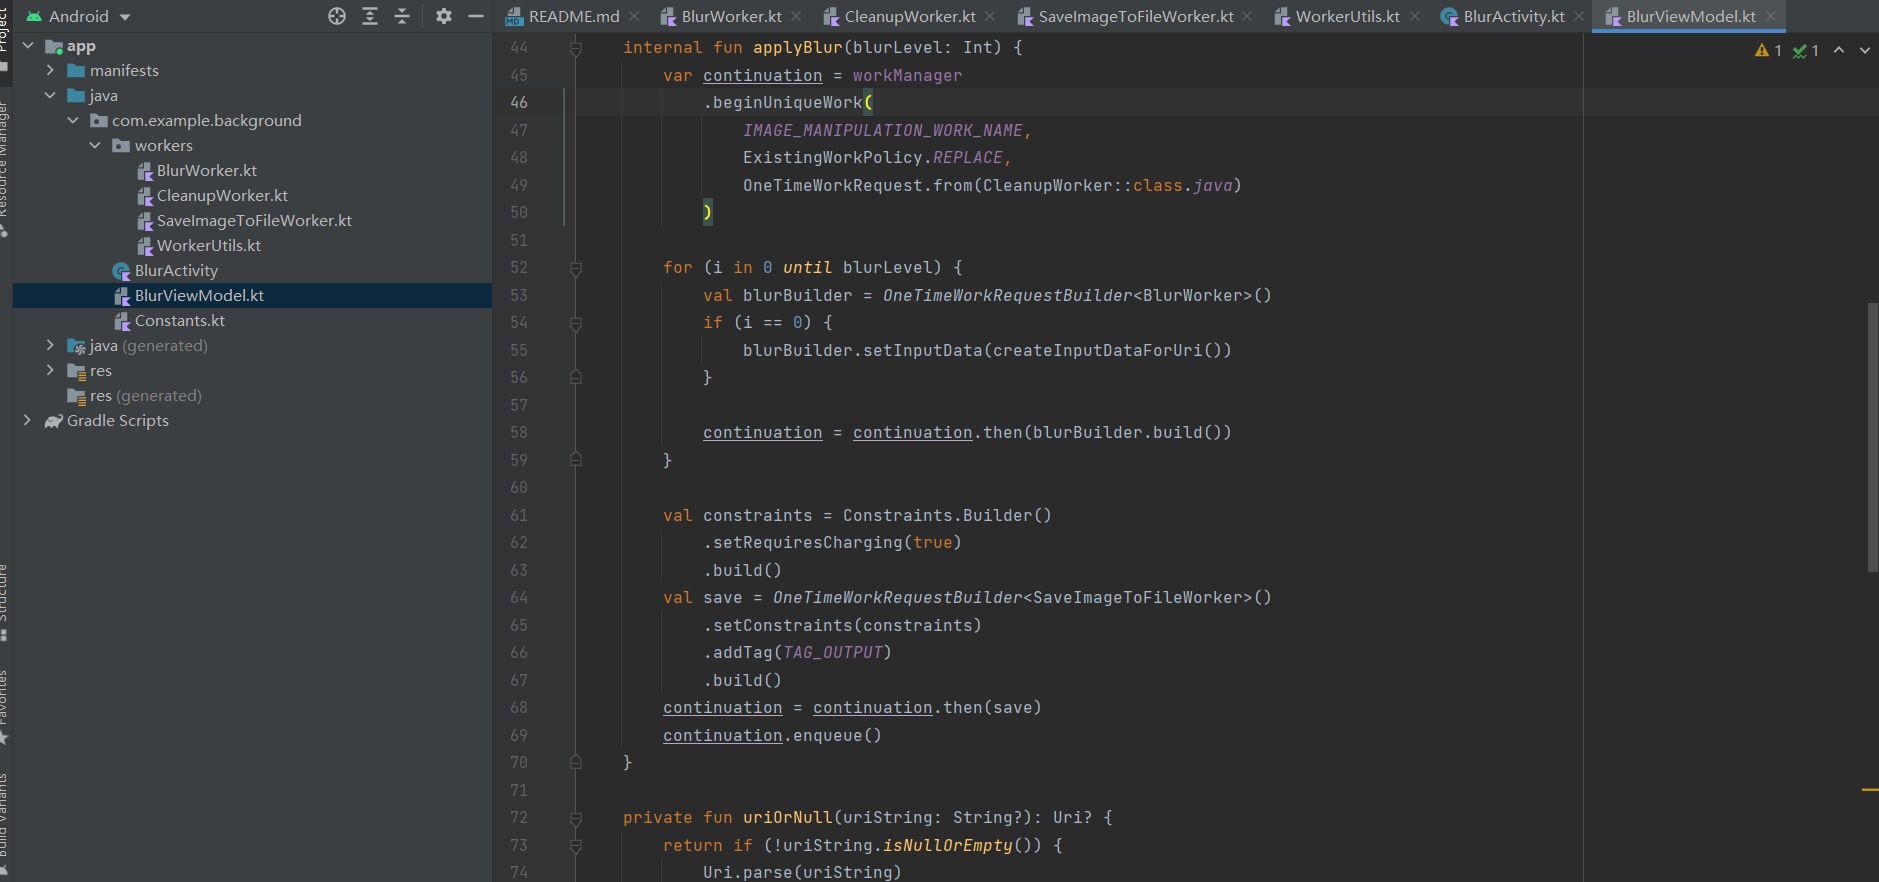 Android
README.md
BlurWorker.kt
CleanupWorker.kt
SaveImageToFileWorker.kt
WorkerUtils.kt
BlurActivity.kt
BlurViewModel.kt
Project
Resource Manager
Structure
Favorites
Build Variants
app
manifests
java
com.example.background
workers
BlurWorker.kt
CleanupWorker.kt
SaveImageToFileWorker.kt
WorkerUtils.kt
BlurActivity
BlurViewModel.kt
Constants.kt
java (generated)
res
res (generated)
Gradle Scripts
1 1
44 internal fun applyBlur(blurLevel: Int) {
45 var continuation = workManager
46 .beginUniqueWork(
47 IMAGE_MANIPULATION_WORK_NAME,
48 ExistingWorkPolicy.REPLACE,
49 OneTimeWorkRequest.from(CleanupWorker::class.java)
50 )
51
52 for (i in 0 until blurLevel) {
53 val blurBuilder = OneTimeWorkRequestBuilder<BlurWorker>()
54 if (i == 0) {
55 blurBuilder.setInputData(createInputDataForUri())
56 }
57
58 continuation = continuation.then(blurBuilder.build())
59 }
60
61 val constraints = Constraints.Builder()
62 .setRequiresCharging(true)
63 .build()
64 val save = OneTimeWorkRequestBuilder<SaveImageToFileWorker>()
65 .setConstraints(constraints)
66 .addTag(TAG_OUTPUT)
67 .build()
68 continuation = continuation.then(save)
69 continuation.enqueue()
70 }
71
72 private fun uriOrNull(uriString: String?): Uri? {
73 return if (!uriString.isNullOrEmpty()) {
74 Uri.parse(uriString)